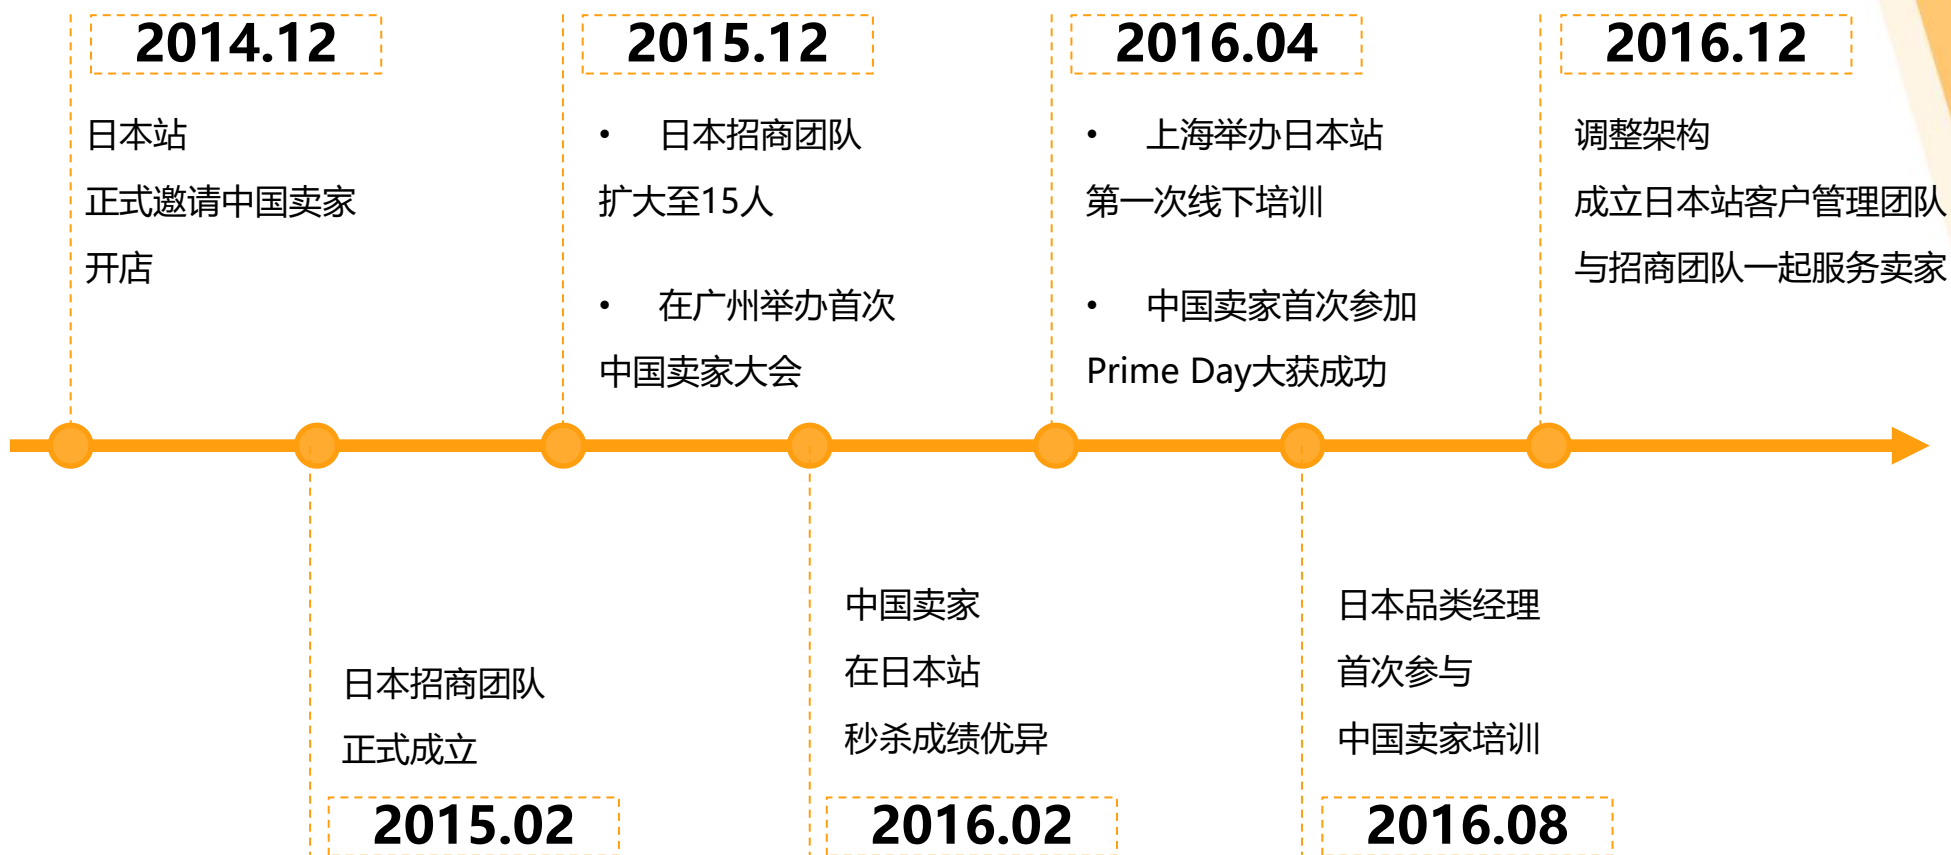 2014.12
日本站
正式邀请中国卖家
开店
2015.12
• 日本招商团队
扩大至15人
• 在广州举办首次
中国卖家大会
2016.04
• 上海举办日本站
第一次线下培训
• 中国卖家首次参加
Prime Day大获成功
2016.12
调整架构
成立日本站客户管理团队
与招商团队一起服务卖家
日本招商团队
正式成立
2015.02
中国卖家
在日本站
秒杀成绩优异
2016.02
日本品类经理
首次参与
中国卖家培训
2016.08